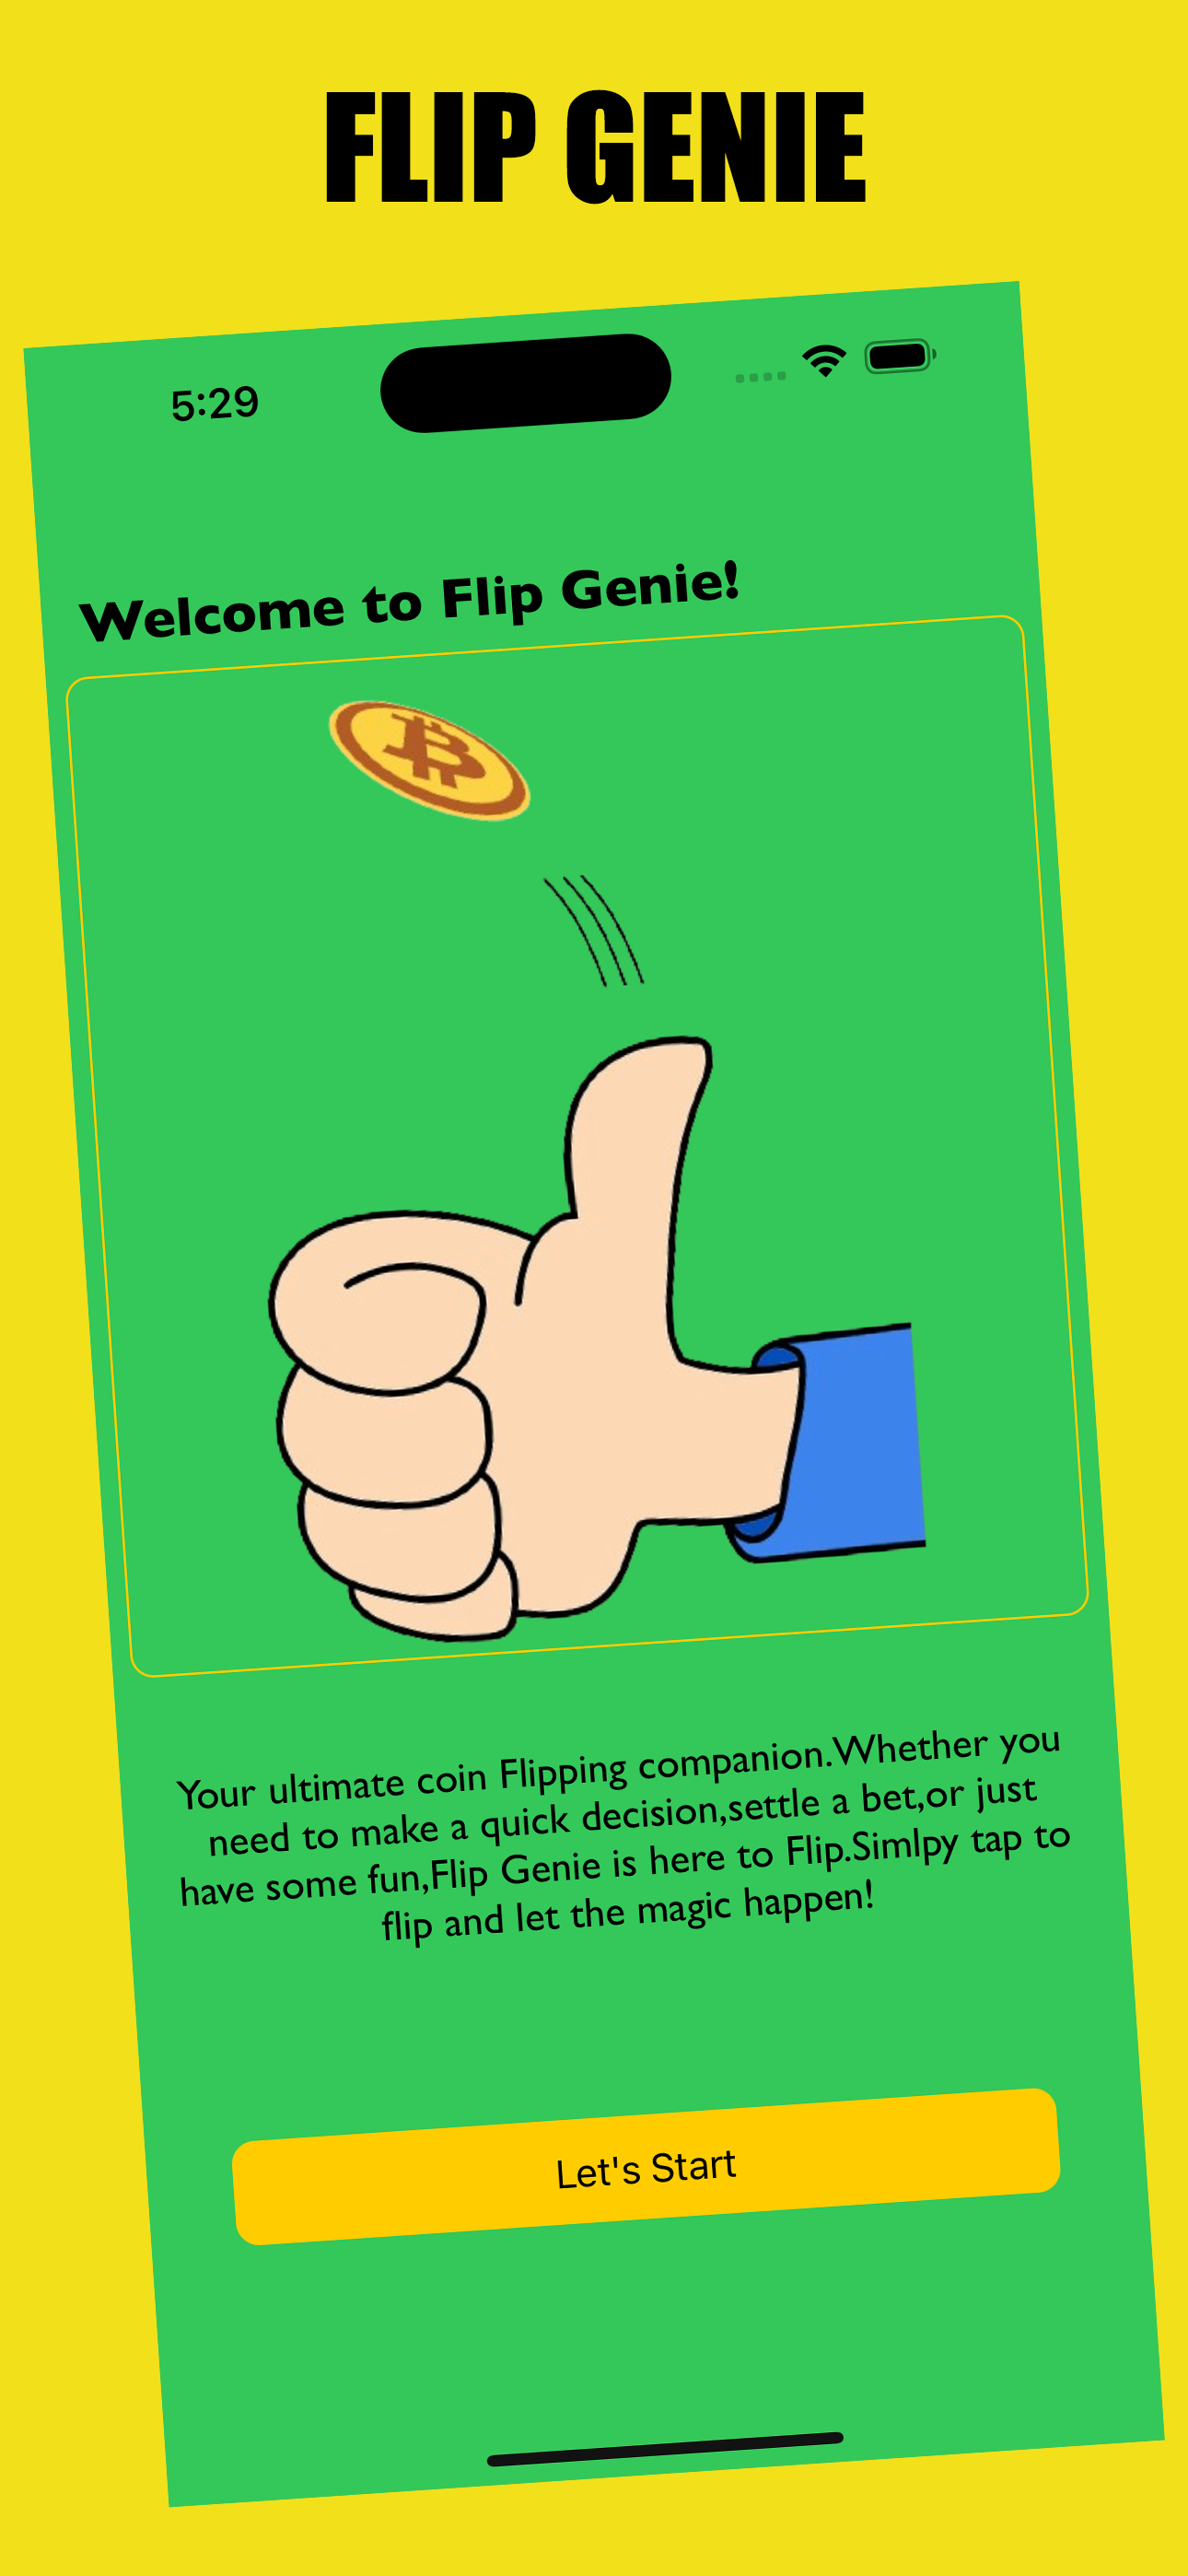 FLIP GENIE
5:29
Welcome to Flip Genie!
Your ultimate coin Flipping companion.Whether you
need to make a quick decision,settle a bet,or just
have some fun,Flip Genie is here to Flip.Simlpy tap to
flip and let the magic happen!
Let's Start